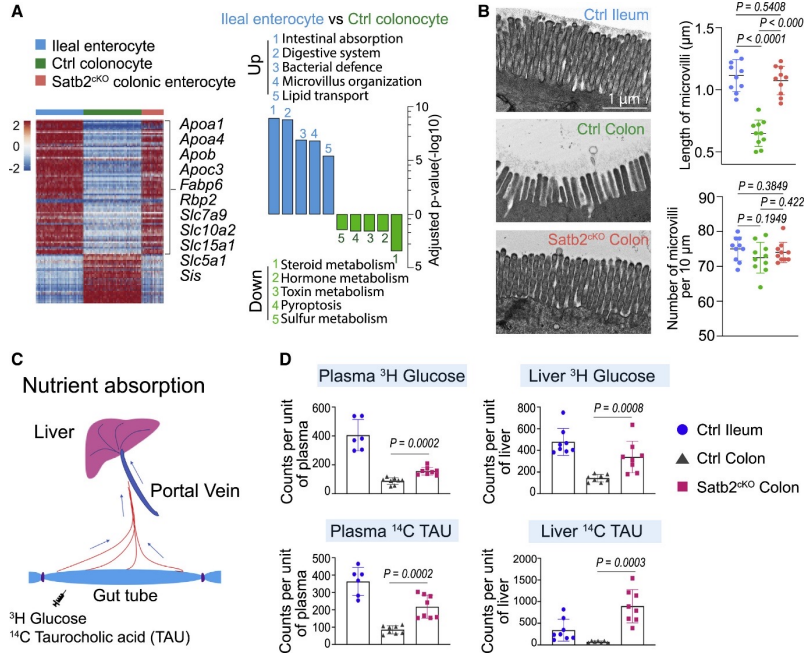 A
Ileal enterocyte
Ctrl colonocyte
Satb2cKO colonic enterocyte
2
0
-2
Apoa1
Apoa4
Apob
Apoc3
Fabp6
Rbp2
Slc7a9
Slc10a2
Slc15a1
Slc5a1
Sis
Ileal enterocyte vs Ctrl colonocyte
Up
1 Intestinal absorption
2 Digestive system
3 Bacterial defence
4 Microvillus organization
5 Lipid transport
1
2
3 4
5
10
5
0
5
Adjusted p-value(-log10)
5 4 3 2
1
Down
1 Steroid metabolism
2 Hormone metabolism
3 Toxin metabolism
4 Pyroptosis
5 Sulfur metabolism
B
Ctrl Ileum
1 µm
Ctrl Colon
Satb2cKO Colon
Length of microvilli (µm)
1.5
1.0
0.5
P = 0.5408
P < 0.000
P < 0.0001
Number of microvilli
per 10 µm
90
80
70
60
50
P = 0.3849
P = 0.422
P = 0.1949
C
Nutrient absorption
Liver
Portal Vein
Gut tube
3H Glucose
14C Taurocholic acid (TAU)
D
Plasma 3H Glucose
Counts per unit
of plasma
600
400
200
0
P = 0.0002
Liver 3H Glucose
Counts per unit
of liver
800
600
400
200
0
P = 0.0008
Ctrl Ileum
Ctrl Colon
Satb2cKO Colon
Plasma 14C TAU
Counts per unit
of plasma
500
400
300
200
100
0
P = 0.0002
Liver 14C TAU
Counts per unit
of liver
2000
1500
1000
500
0
P = 0.0003